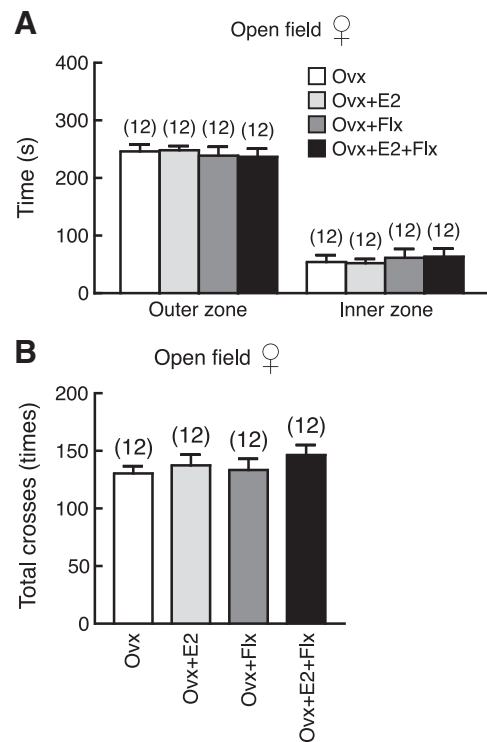 A
Open field ♀
400
300
200
100
0
Time (s)
Ovx
Ovx+E2
Ovx+Flx
Ovx+E2+Flx
(12) (12) (12) (12)
(12) (12) (12) (12)
Outer zone Inner zone
B
Open field ♀
200
150
100
50
0
Total crosses (times)
(12) (12) (12) (12)
Ovx
Ovx+E2
Ovx+Flx
Ovx+E2+Flx